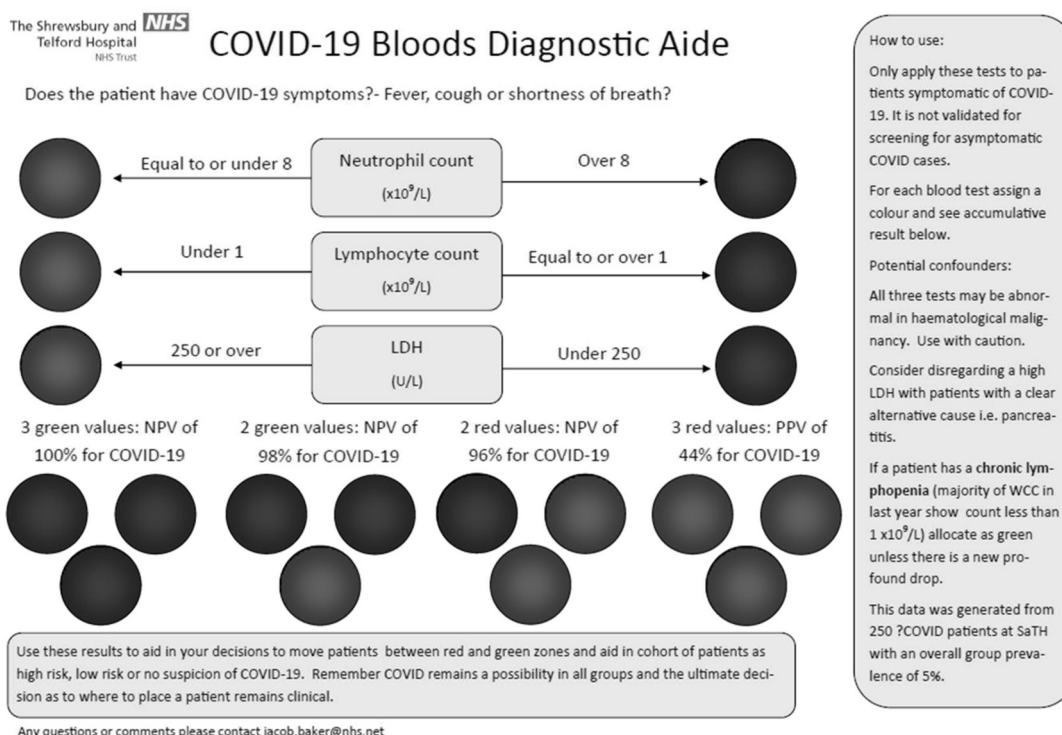 The Shrewsbury and NHS
Telford Hospital
NHS Trust
COVID-19 Bloods Diagnostic Aide
Does the patient have COVID-19 symptoms?- Fever, cough or shortness of breath?
Equal to or under 8
Neutrophil count
(x10⁹/L)
Over 8
Under 1
Lymphocyte count
(x10⁹/L)
Equal to or over 1
250 or over
LDH
(U/L)
Under 250
3 green values: NPV of
100% for COVID-19
2 green values: NPV of
98% for COVID-19
2 red values: NPV of
96% for COVID-19
3 red values: PPV of
44% for COVID-19
Use these results to aid in your decisions to move patients between red and green zones and aid in cohort of patients as
high risk, low risk or no suspicion of COVID-19. Remember COVID remains a possibility in all groups and the ultimate deci-
sion as to where to place a patient remains clinical.
Any questions or comments please contact jacob.baker@nhs.net
How to use:
Only apply these tests to pa-
tients symptomatic of COVID-
19. It is not validated for
screening for asymptomatic
COVID cases.
For each blood test assign a
colour and see accumulative
result below.
Potential confounders:
All three tests may be abnor-
mal in haematological malig-
nancy. Use with caution.
Consider disregarding a high
LDH with patients with a clear
alternative cause i.e. pancrea-
titis.
If a patient has a chronic lym-
phopenia (majority of WCC in
last year show count less than
1 x10⁹/L) allocate as green
unless there is a new pro-
found drop.
This data was generated from
250 ?COVID patients at SaTH
with an overall group preva-
lence of 5%.